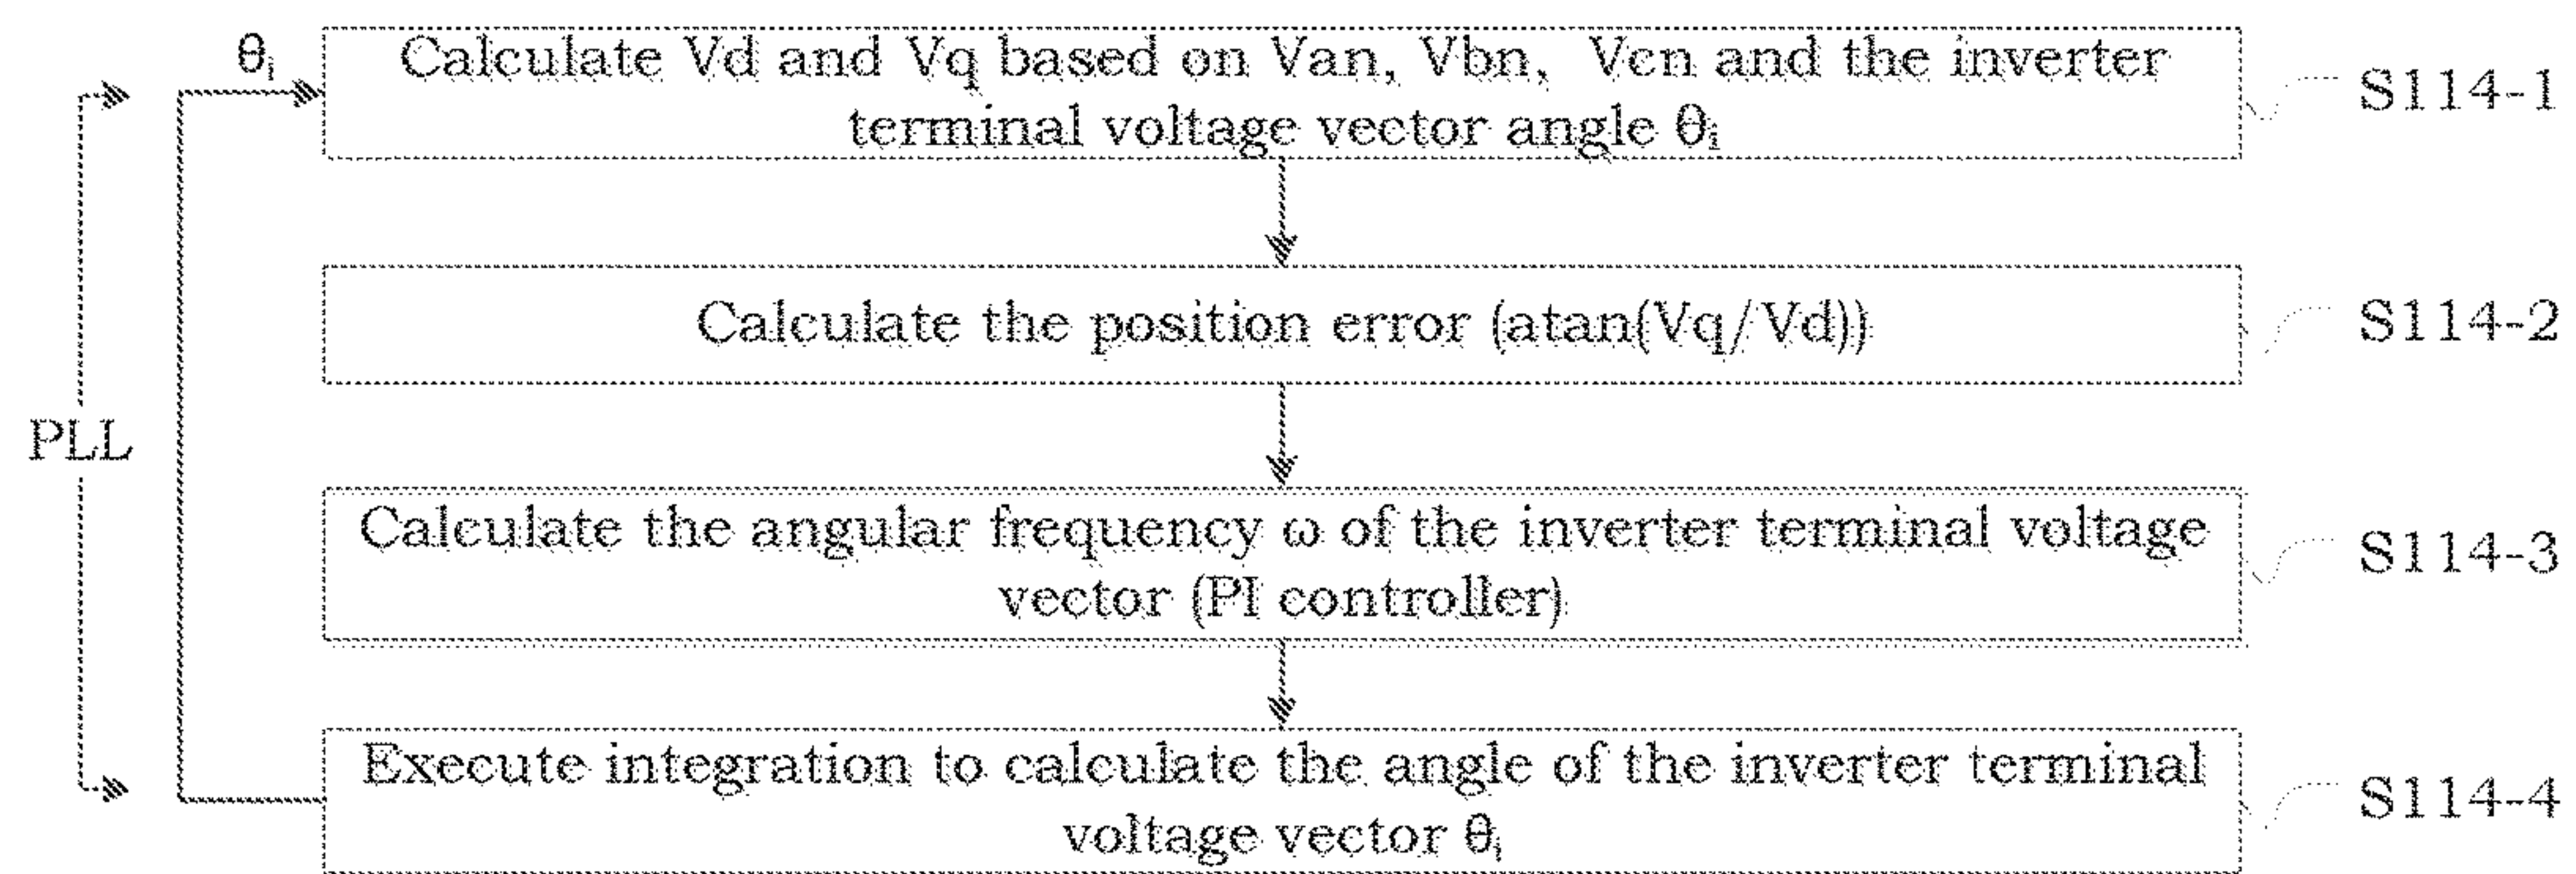 θi
Calculate Vd and Vq based on Van, Vbn, Vcn and the inverter
terminal voltage vector angle θi
S114-1
Calculate the position error (atan(Vq/Vd))
S114-2
PLL
Calculate the angular frequency ω of the inverter terminal voltage
vector (PI controller)
S114-3
Execute integration to calculate the angle of the inverter terminal
voltage vector θi
S114-4